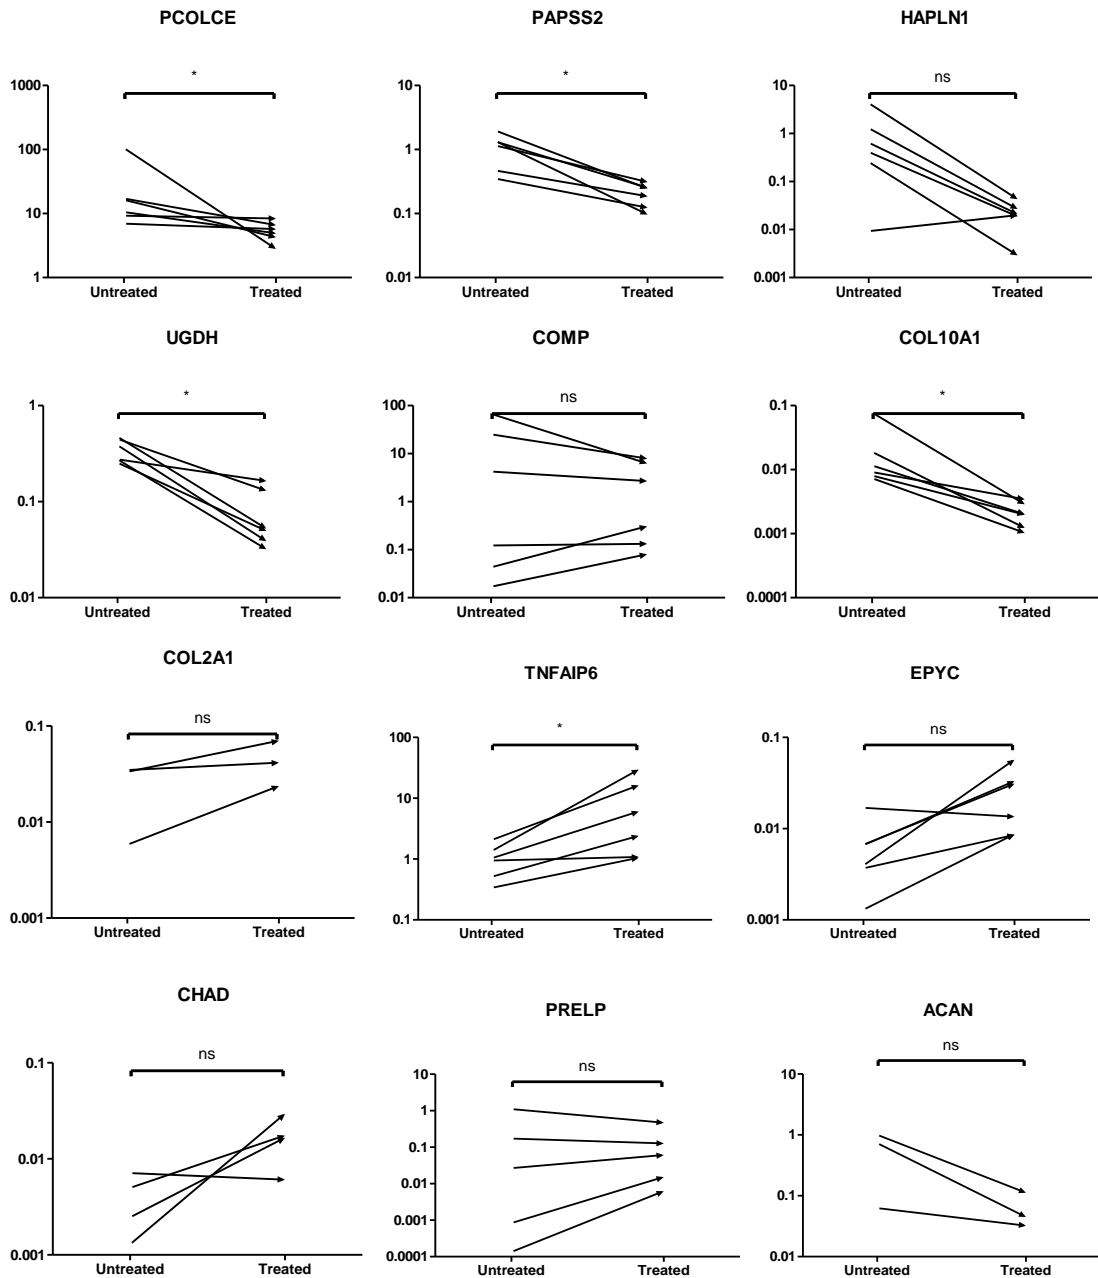 PCOLCE
PAPSS2
HAPLN1
*
*
ns
1000
100
10
1
10
1
0.1
0.01
10
1
0.1
0.01
0.001
Untreated Treated
Untreated Treated
Untreated Treated
UGDH
COMP
COL10A1
*
ns
*
1
0.1
0.01
100
10
1
0.1
0.01
0.1
0.01
0.001
0.0001
Untreated Treated
Untreated Treated
Untreated Treated
COL2A1
TNFAIP6
EPYC
ns
*
ns
0.1
0.01
0.001
100
10
1
0.1
0.1
0.01
0.001
Untreated Treated
Untreated Treated
Untreated Treated
CHAD
PRELP
ACAN
ns
ns
ns
0.1
0.01
0.001
10
1
0.1
0.01
0.001
0.0001
10
1
0.1
0.01
Untreated Treated
Untreated Treated
Untreated Treated